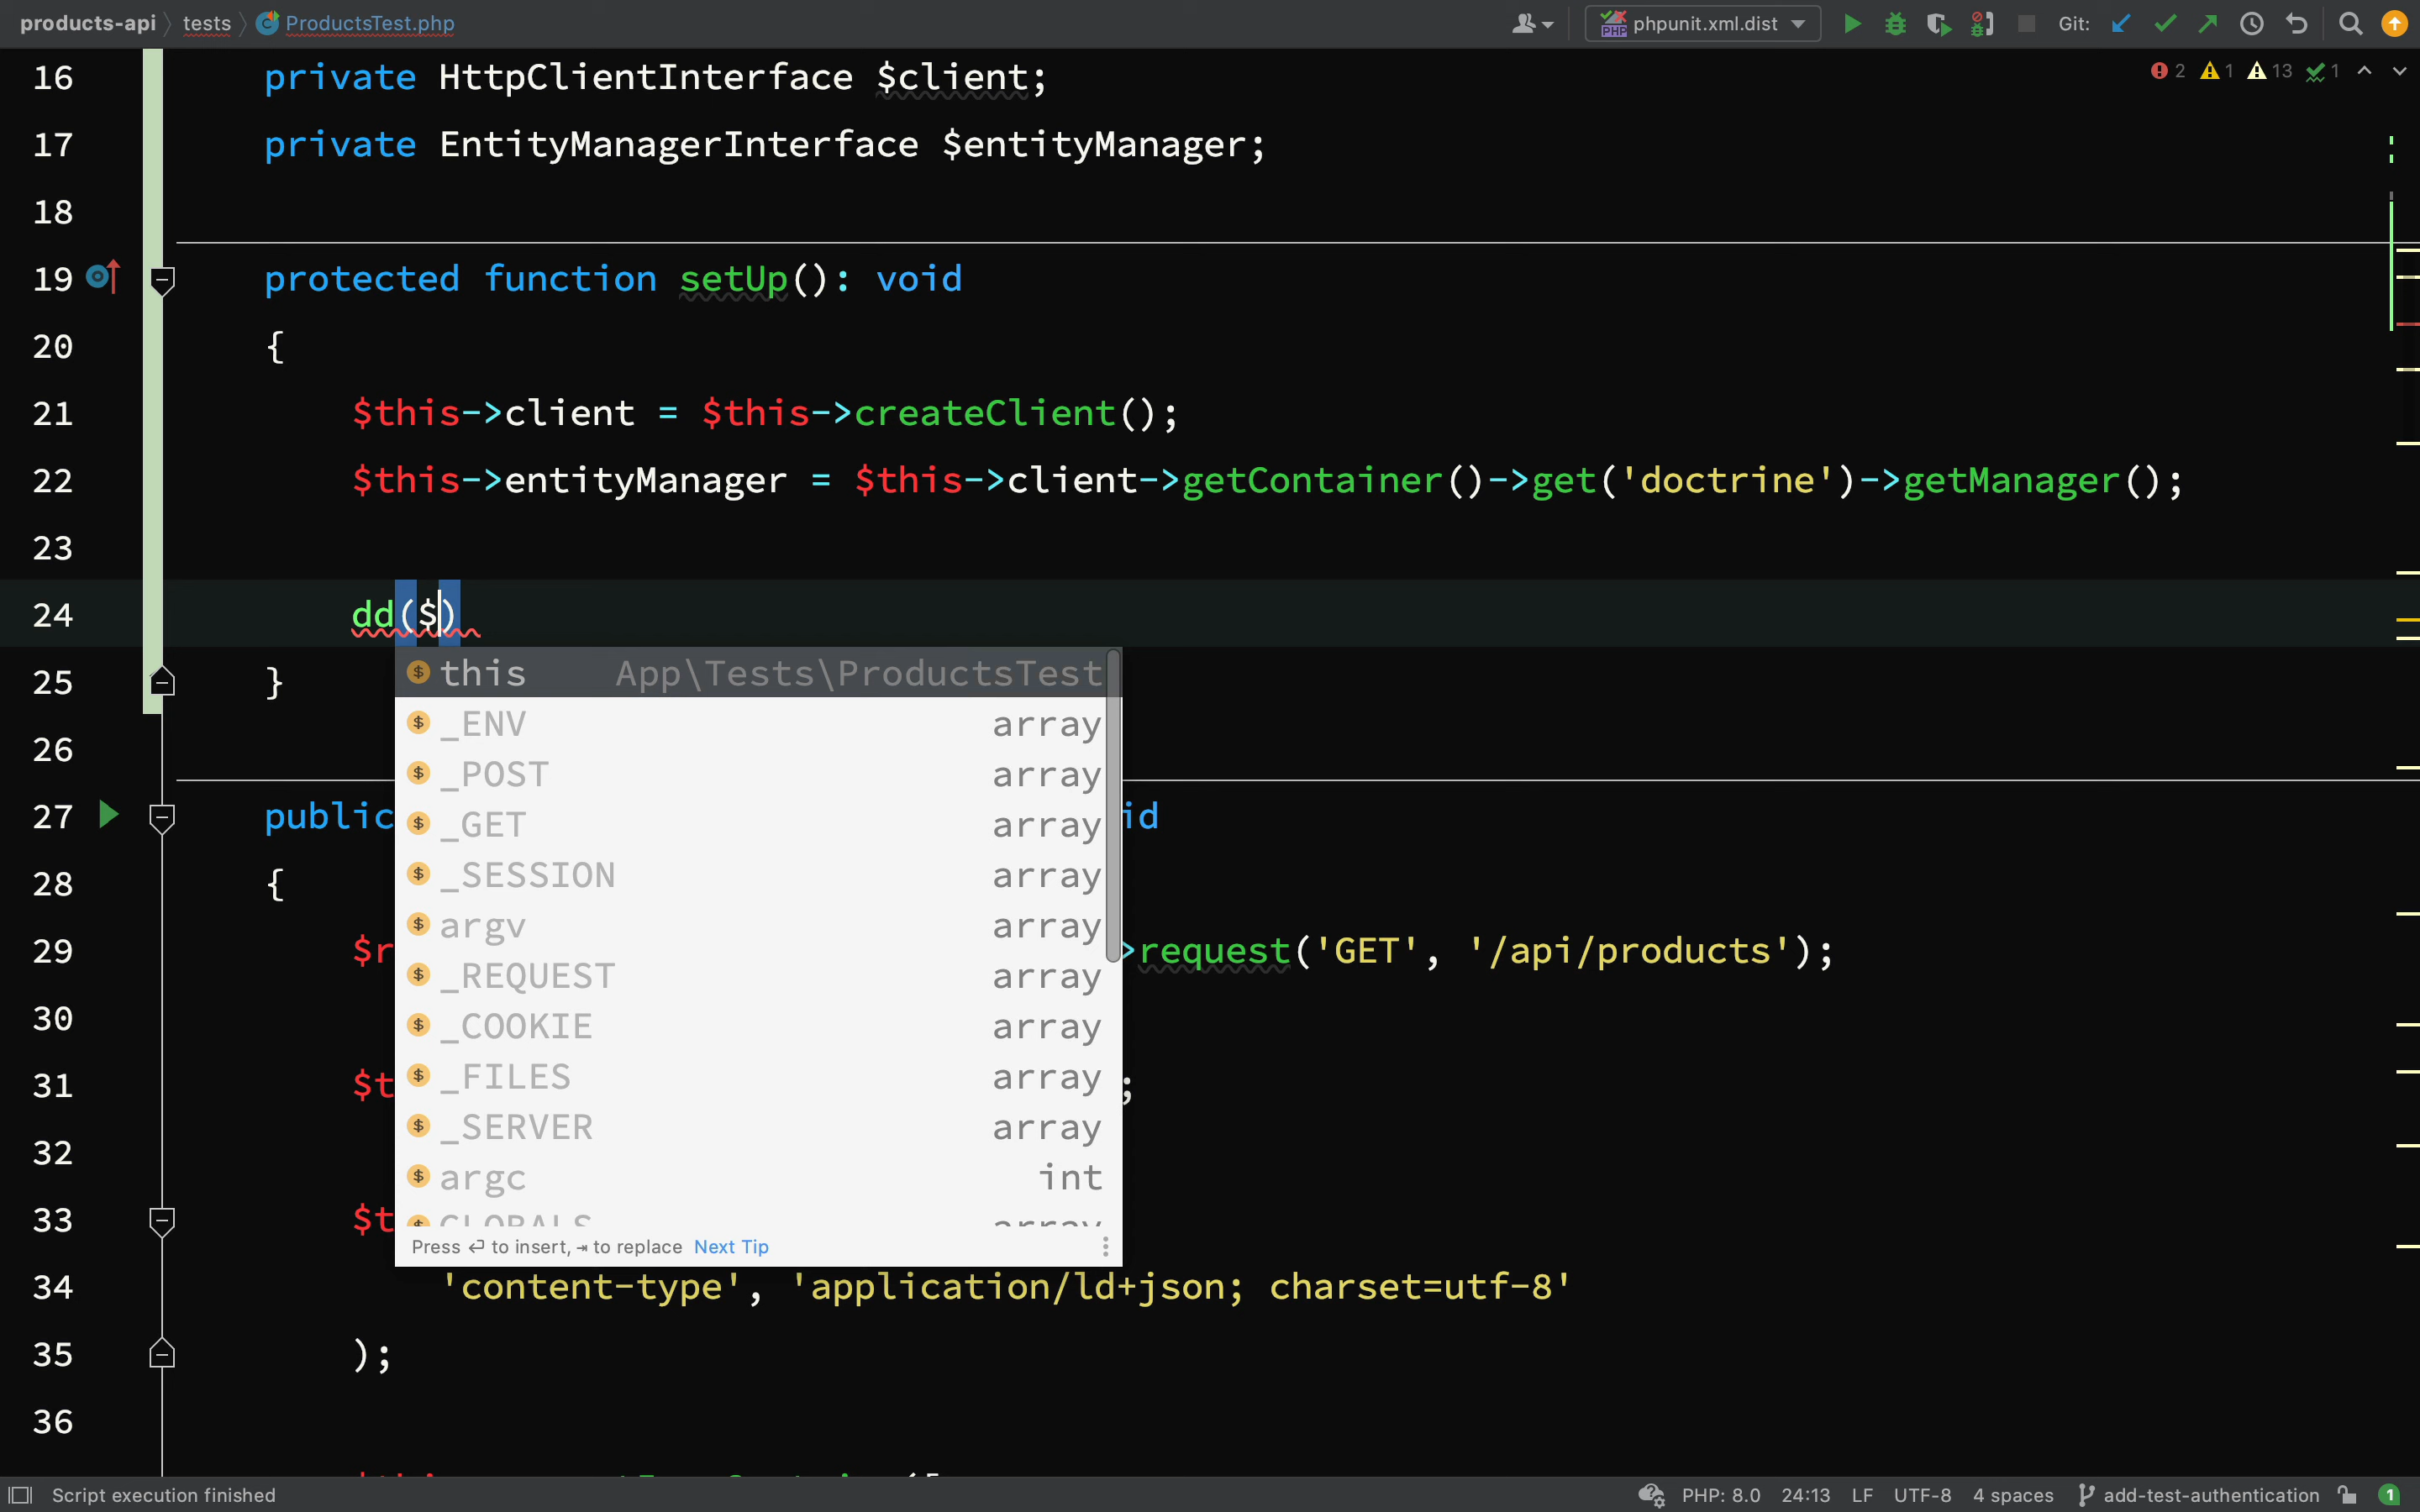 products-api tests ProductsTest.php phpunit.xml.dist Git:
2 1 13 1
16 private HttpClientInterface $client;
17 private EntityManagerInterface $entityManager;
18
19 protected function setUp(): void
20 {
21 $this->client = $this->createClient();
22 $this->entityManager = $this->client->getContainer()->get('doctrine')->getManager();
23
24 dd($)
this App\Tests\ProductsTest
25 }
_ENV array
26
_POST array
27 public id
_GET array
28 {
_SESSION array
29 $r >request('GET', '/api/products');
argv array
_REQUEST array
30
_COOKIE array
31 $t ;
_FILES array
32
_SERVER array
argc int
33 $t
GLOBALS array
Press ⏎ to insert, ⇥ to replace Next Tip
34 'content-type', 'application/ld+json; charset=utf-8'
35 );
36
Script execution finished PHP: 8.0 24:13 LF UTF-8 4 spaces add-test-authentication 1